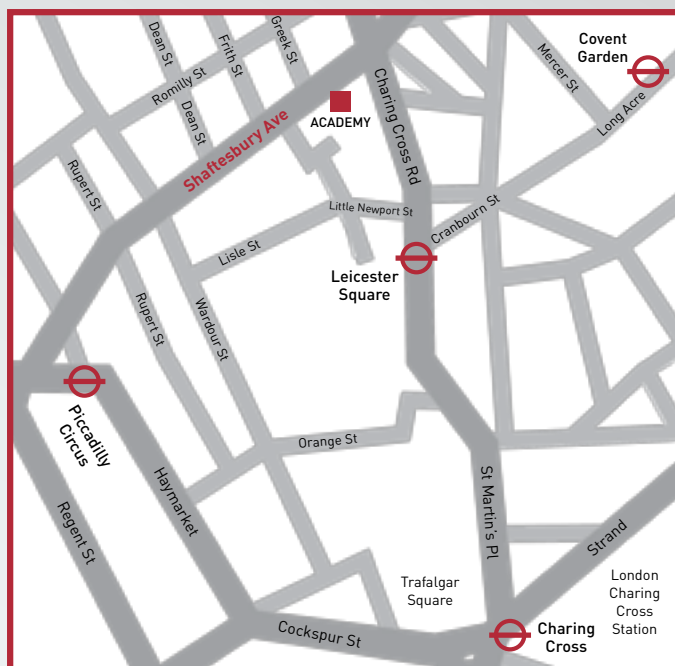 Dean St
Frith St
Greek St
Romilly St
Dean St
Shaftesbury Ave
ACADEMY
Charing Cross Rd
Mercer St
Covent
Garden
Long Acre
Rupert St
Little Newport St
Cranbourn St
Lisle St
Leicester
Square
Rupert St
Wardour St
Piccadilly
Circus
Orange St
Haymarket
Regent St
St Martin's Pl
Strand
Trafalgar
Square
London
Charing
Cross
Station
Cockspur St
Charing
Cross